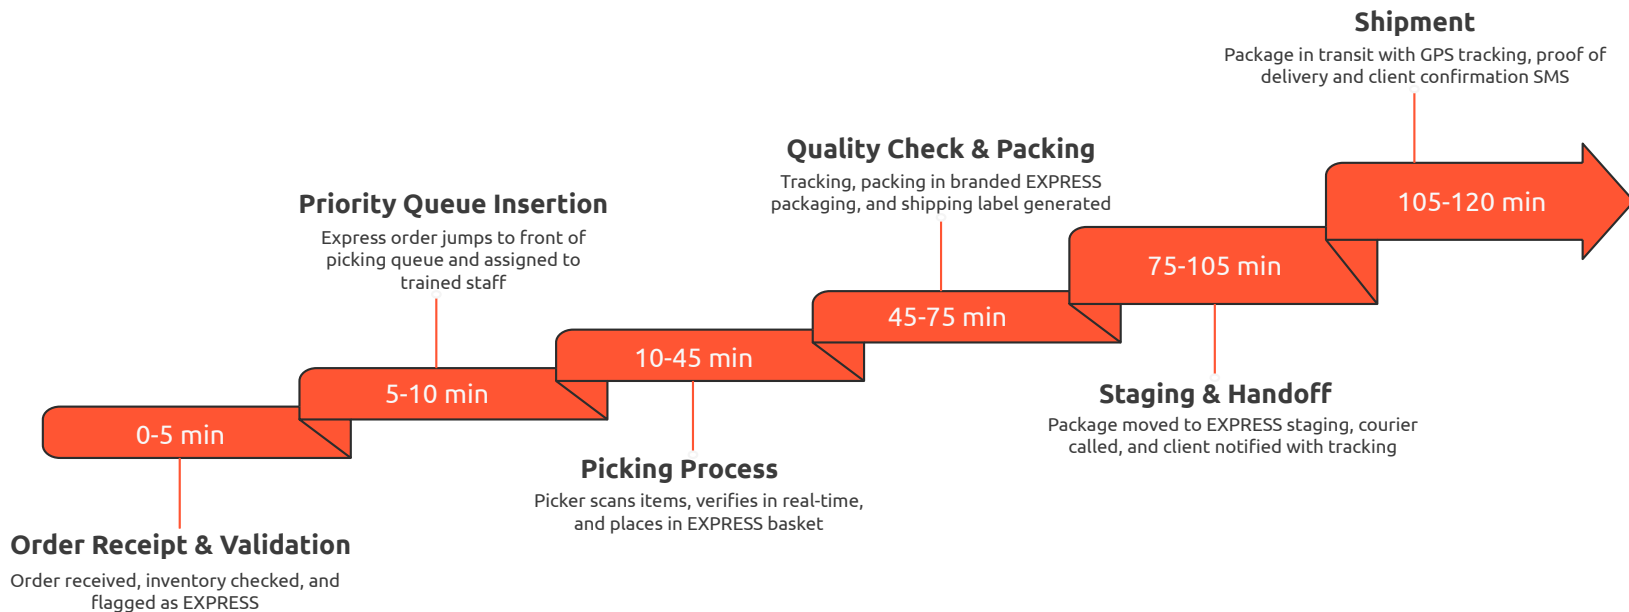 Order Receipt & Validation
Order received, inventory checked, and
flagged as EXPRESS
0-5 min
Priority Queue Insertion
Express order jumps to front of
picking queue and assigned to
trained staff
5-10 min
10-45 min
Picking Process
Picker scans items, verifies in real-time,
and places in EXPRESS basket
Quality Check & Packing
Tracking, packing in branded EXPRESS
packaging, and shipping label generated
45-75 min
75-105 min
Staging & Handoff
Package moved to EXPRESS staging, courier
called, and client notified with tracking
Shipment
Package in transit with GPS tracking, proof of
delivery and client confirmation SMS
105-120 min